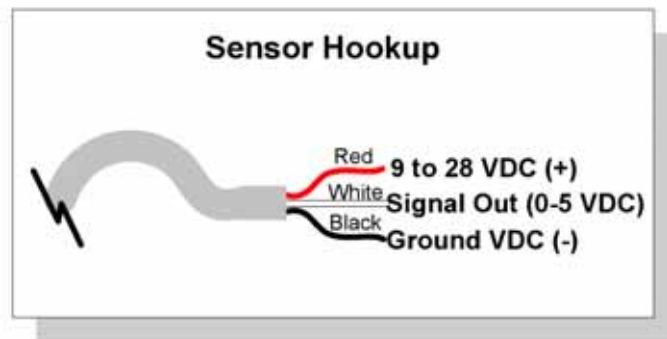 Sensor Hookup
Red 9 to 28 VDC (+)
White Signal Out (0-5 VDC)
Black Ground VDC (-)